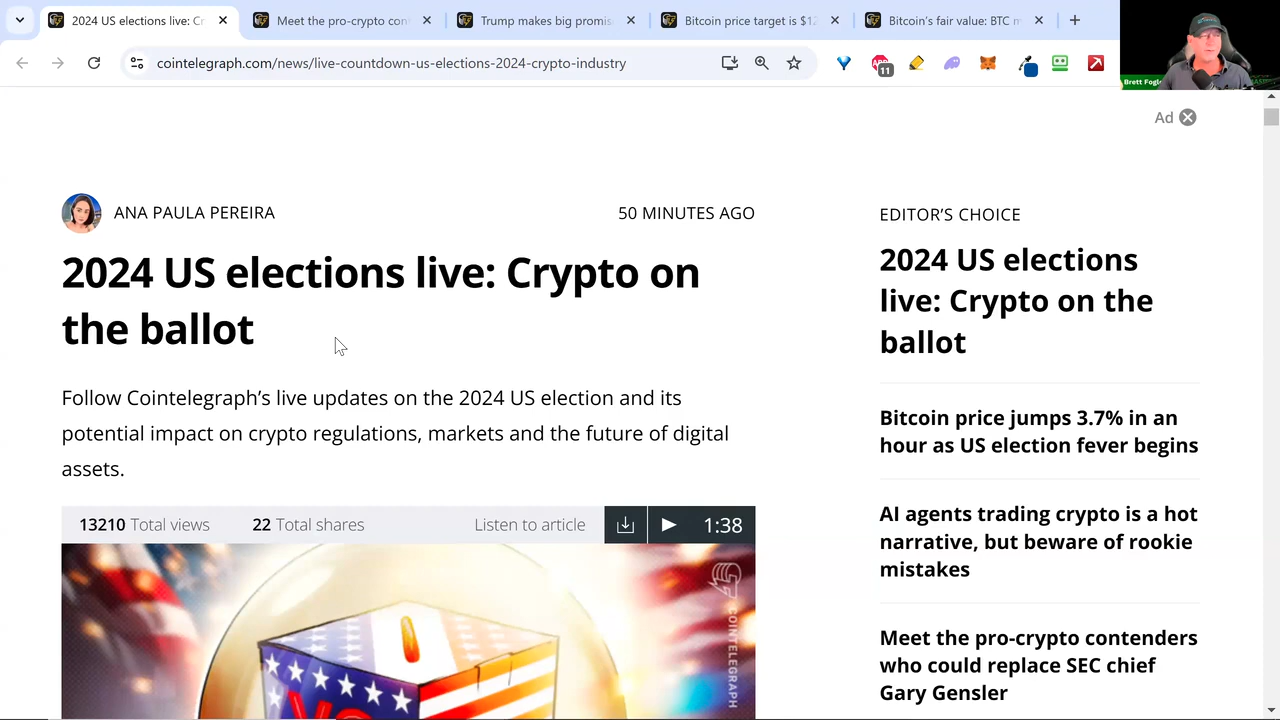 2024 US elections live: Cr
Meet the pro-crypto con
Trump makes big promis
Bitcoin price target is $12
Bitcoin's fair value: BTC m
cointelegraph.com/news/live-conintdown-us-elections-2024-crypto-industry
11
Brett Fogle
Ad
ANA PAULA PEREIRA
50 MINUTES AGO
2024 US elections live: Crypto on
the ballot
Follow Cointelegraph’s live updates on the 2024 US election and its
potential impact on crypto regulations, markets and the future of digital
assets.
13210 Total views
22 Total shares
Listen to article
1:38
COINTELEGRAPH
EDITOR’S CHOICE
2024 US elections
live: Crypto on the
ballot
Bitcoin price jumps 3.7% in an
hour as US election fever begins
AI agents trading crypto is a hot
narrative, but beware of rookie
mistakes
Meet the pro-crypto contenders
who could replace SEC chief
Gary Gensler